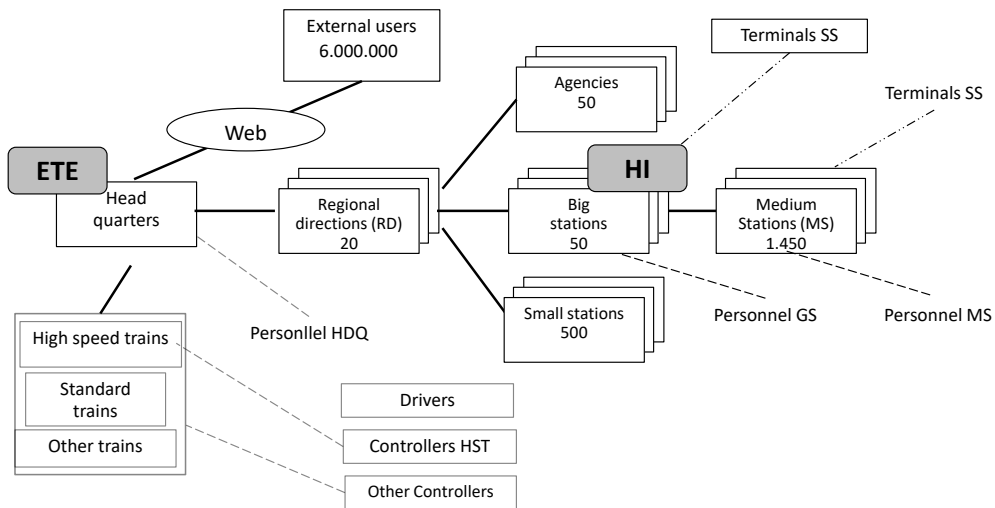 External users
6.000.000
Terminals SS
Agencies
50
Terminals SS
Web
ETE
HI
Head
quarters
Regional
directions (RD)
20
Big
stations
50
Medium
Stations (MS)
1.450
Small stations
500
Personllel HDQ
Personnel GS
Personnel MS
High speed trains
Standard
trains
Other trains
Drivers
Controllers HST
Other Controllers